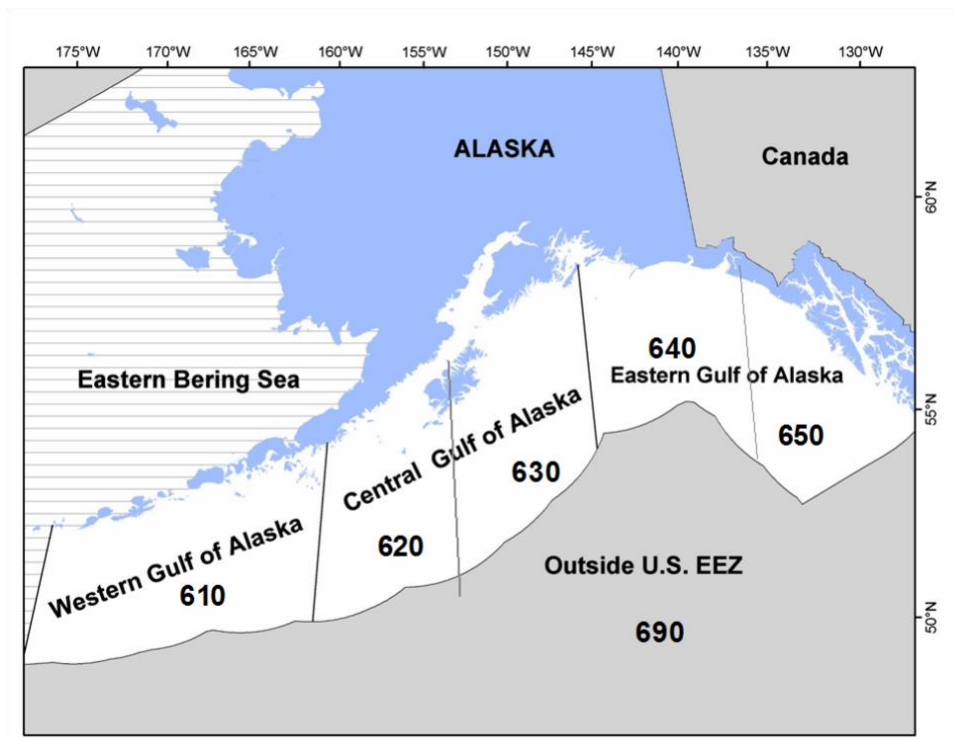 175°W 170°W 165°W 160°W 155°W 150°W 145°W 140°W 135°W 130°W
ALASKA
Canada
60°N
640
Eastern Bering Sea
Eastern Gulf of Alaska
55°N
650
Central Gulf of Alaska
630
620
Western Gulf of Alaska
610
Outside U.S. EEZ
50°N
690